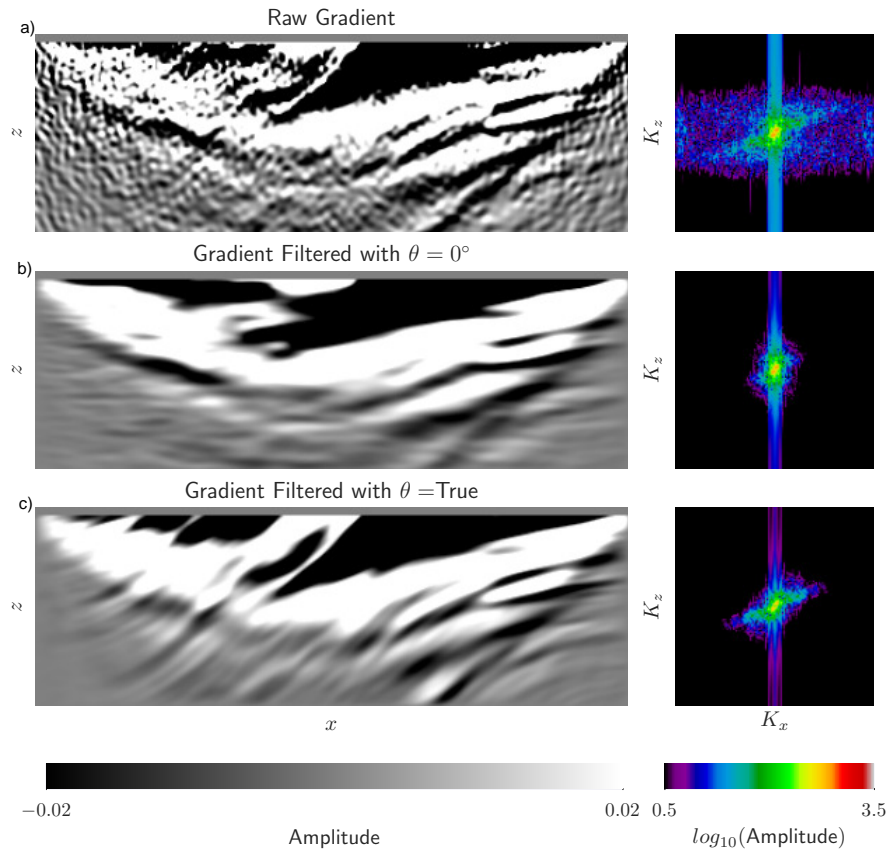 a)
Raw Gradient
z
K_z
b)
Gradient Filtered with θ = 0°
z
K_z
c)
Gradient Filtered with θ =True
z
K_z
x
K_x
−0.02
0.02
Amplitude
0.5
3.5
log₁₀(Amplitude)